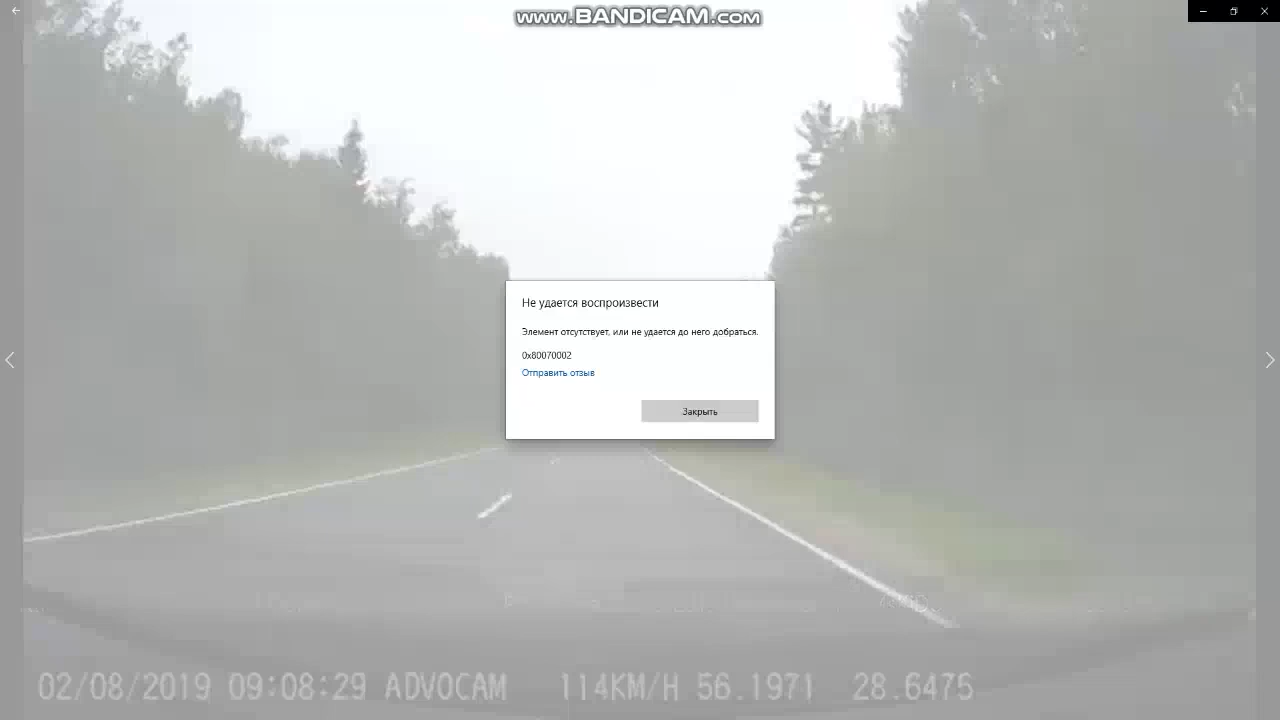 www.BANDICAM.com
Не удается воспроизвести
Элемент отсутствует, или не удается до него добраться.
0x80070002
Отправить отзыв
Закрыть
02/08/2019 09:08:29 ADVOCAM 114KM/H 56.1971 28.6475